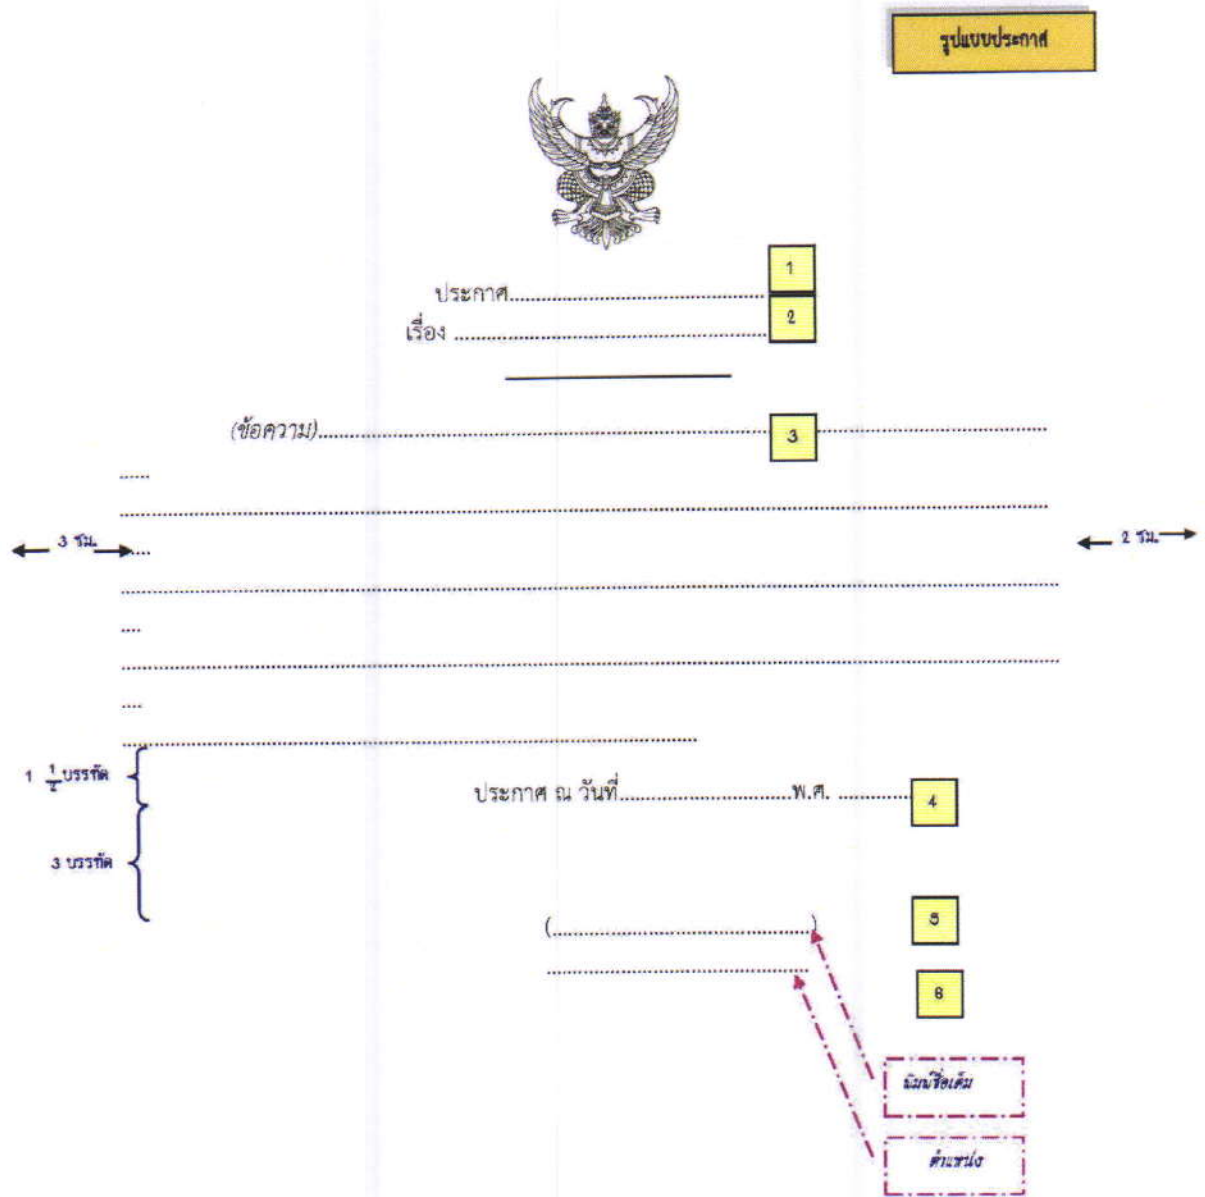 รูปแบบประกาศ
ประกาศ.................................................. 1
เรื่อง .................................................. 2
(ข้อความ).................................................. 3 ..................................................
......
..................................................
3 ซม. .... 2 ซม.
..................................................
....
..................................................
....
..................................................
1 1/2 บรรทัด
ประกาศ ณ วันที่..............................พ.ศ. ............ 4
3 บรรทัด
(..................................................) 5
.................................................. 6
พิมพ์ชื่อเต็ม
ตำแหน่ง